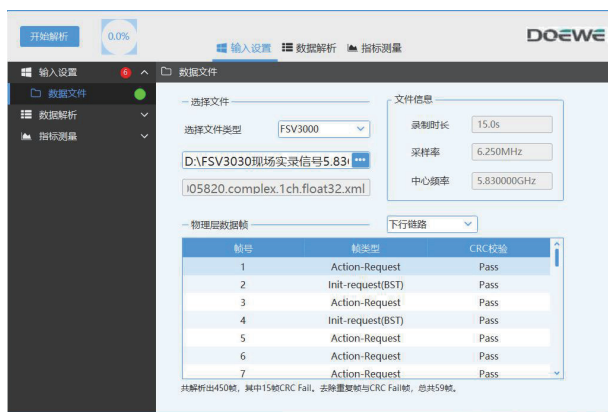 开始解析
0.0%
输入设置
数据解析
指标测量
DOEWE
输入设置
6
数据文件
数据解析
指标测量
数据文件
选择文件
选择文件类型
FSV3000
D:\FSV3030现场实录信号5.83
005820.complex.1ch.float32.xml
文件信息
录制时长
15.0s
采样率
6.250MHz
中心频率
5.830000GHz
物理层数据帧
下行链路
帧号 帧类型 CRC校验
1 Action-Request Pass
2 Init-request(BST) Pass
3 Action-Request Pass
4 Init-request(BST) Pass
5 Action-Request Pass
6 Action-Request Pass
7 Action-Request Pass
共解析出450帧，其中15帧CRC Fail。去除重复帧与CRC Fail帧，总共59帧。